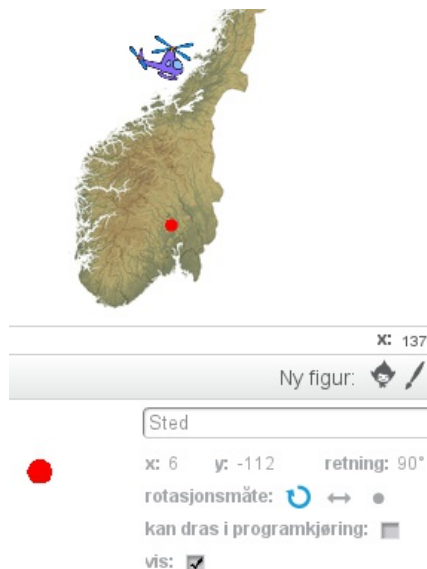 x: 137
Ny figur:
Sted
x: 6 y: -112 retning: 90°
rotasjonsmåte:
kan dras i programkjøring:
vis: